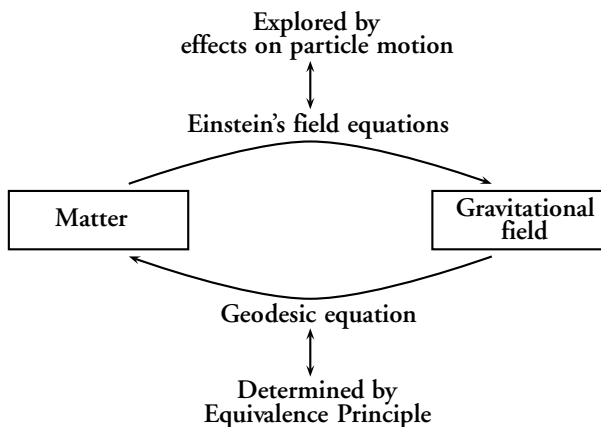 Explored by
effects on particle motion
Einstein's field equations
Matter
Gravitational
field
Geodesic equation
Determined by
Equivalence Principle